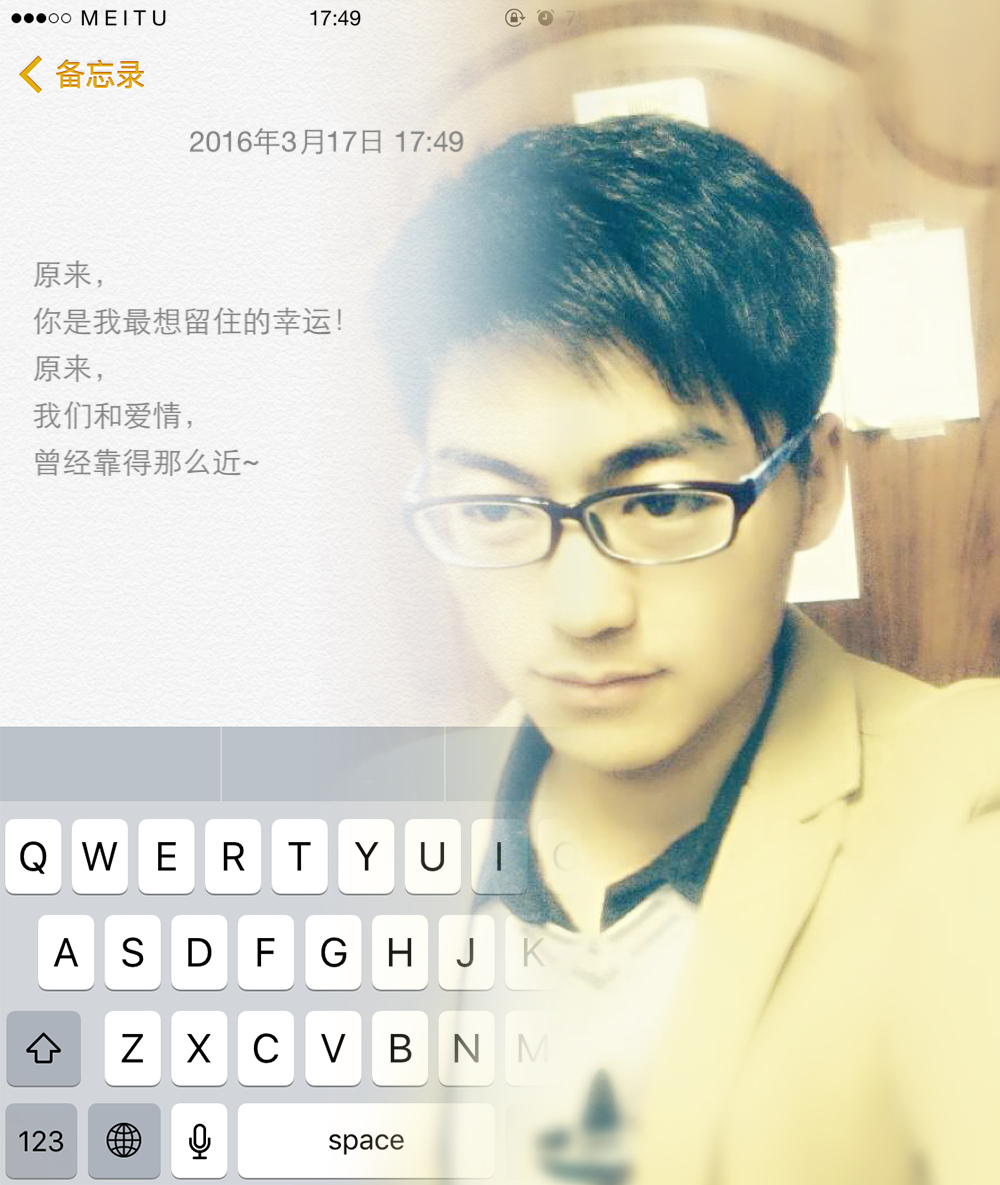 MEITU 17:49
备忘录
2016年3月17日 17:49
原来，
你是我最想留住的幸运！
原来，
我们和爱情，
曾经靠得那么近~
Q W E R T Y U I O
A S D F G H J K
Z X C V B N M
123 space